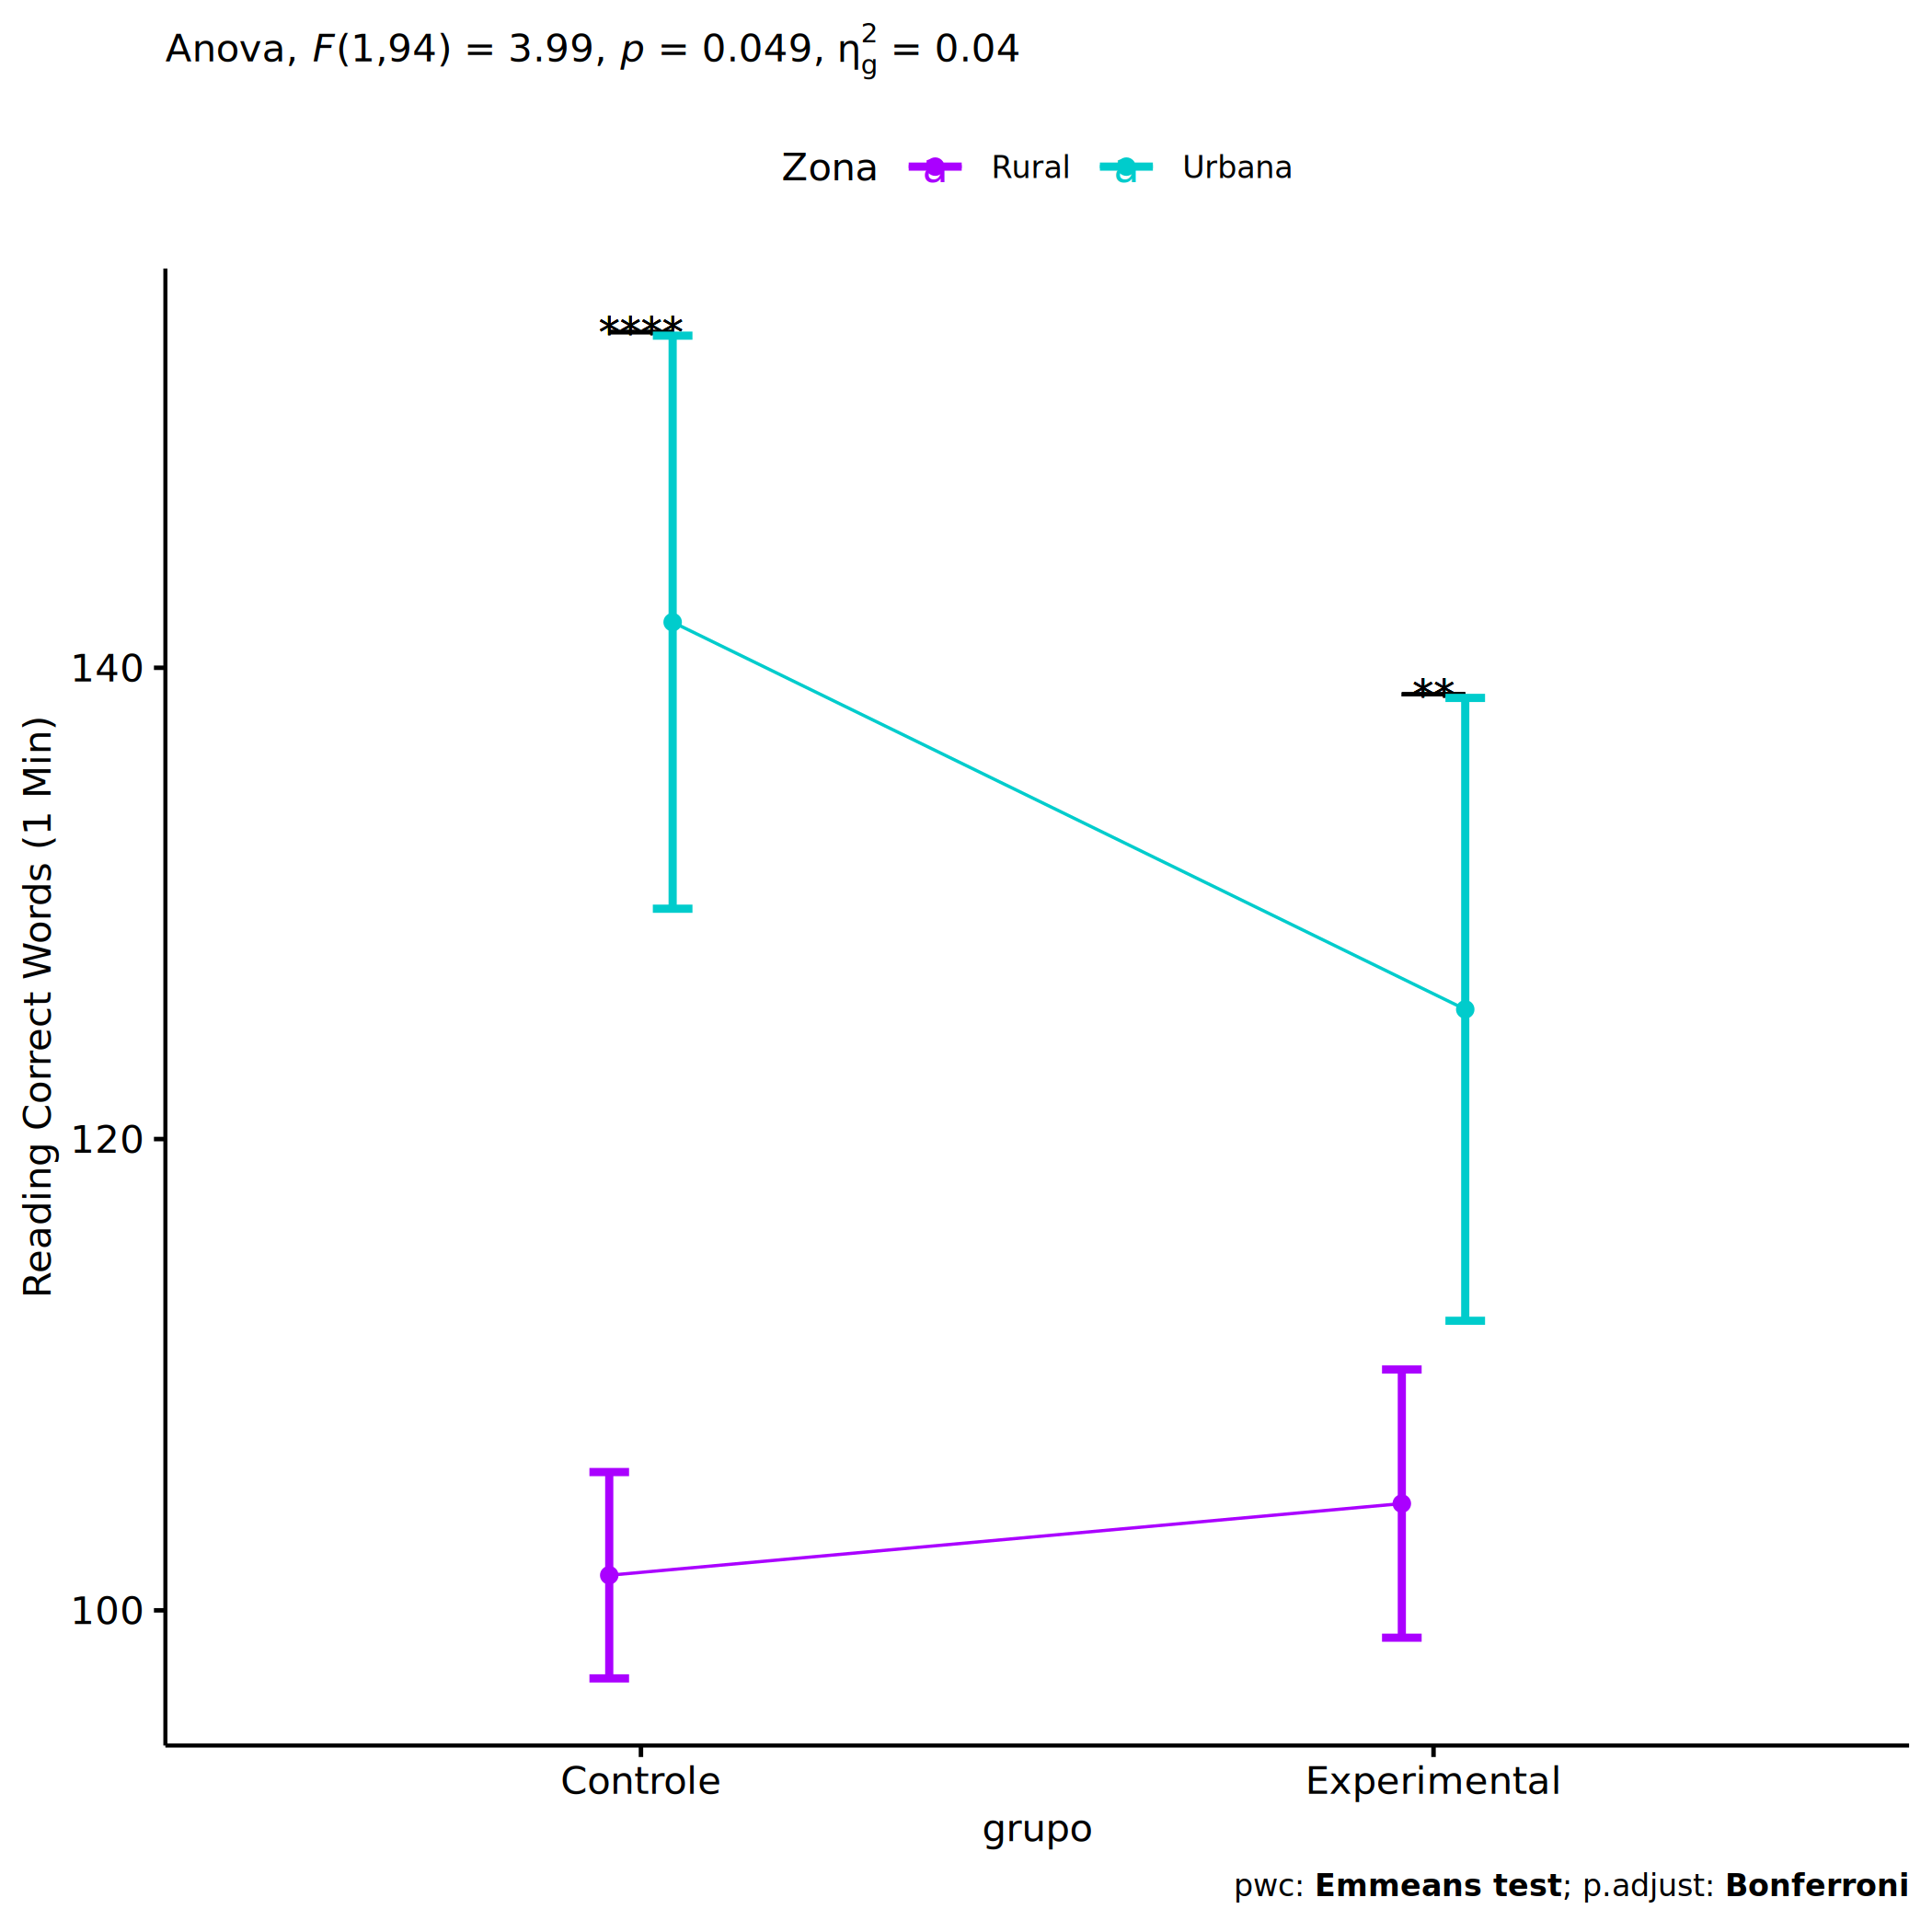 Anova, F(1,94) = 3.99, p = 0.049, η²g = 0.04
Zona Rural Urbana
****
**
140
120
100
Reading Correct Words (1 Min)
Controle Experimental
grupo
pwc: Emmeans test; p.adjust: Bonferroni